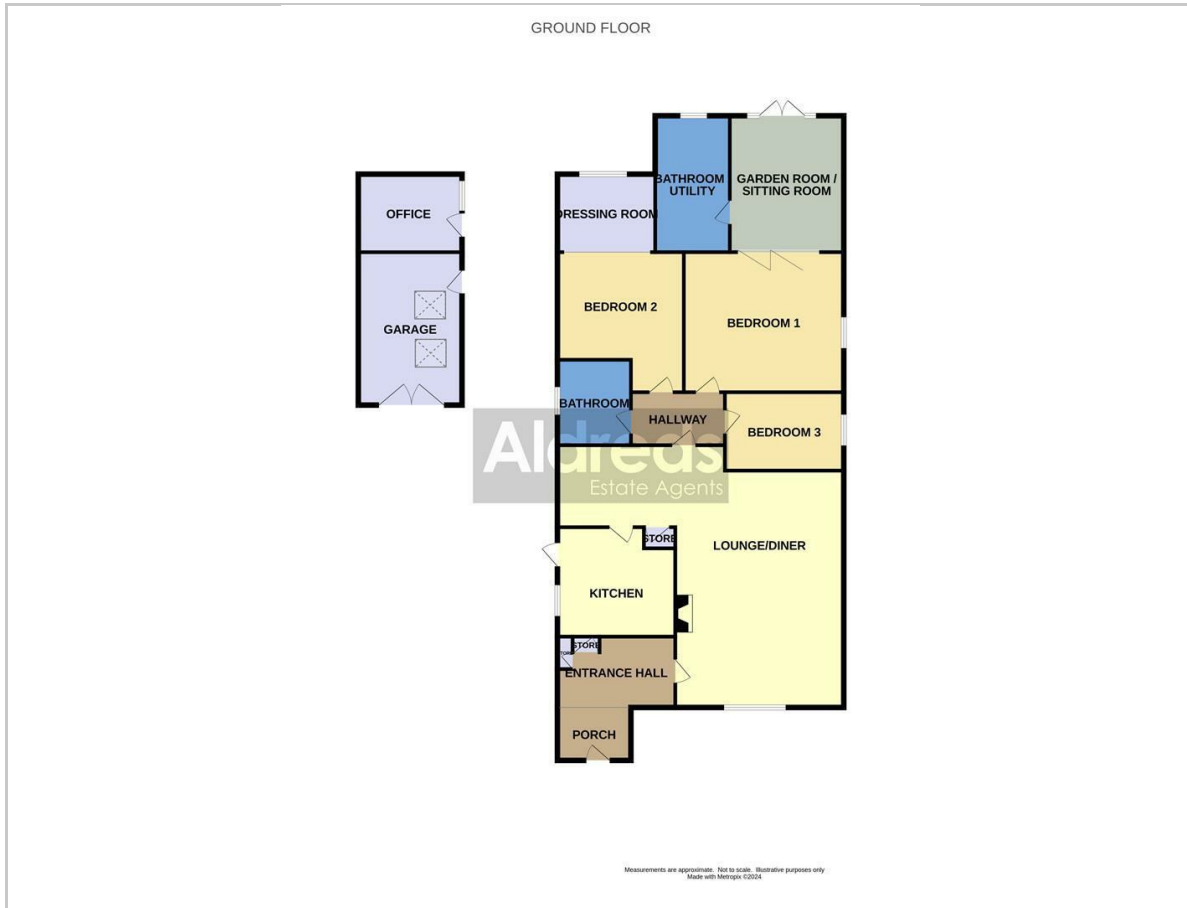 GROUND FLOOR
BATHROOM
UTILITY
GARDEN ROOM /
SITTING ROOM
OFFICE
DRESSING ROOM
GARAGE
BEDROOM 2
BEDROOM 1
BATHROOM
HALLWAY
BEDROOM 3
Aldreds
Estate Agents
STORE
LOUNGE/DINER
KITCHEN
STORE
ENTRANCE HALL
PORCH
Measurements are approximate. Not to scale. Illustrative purposes only
Made with Metropix ©2024